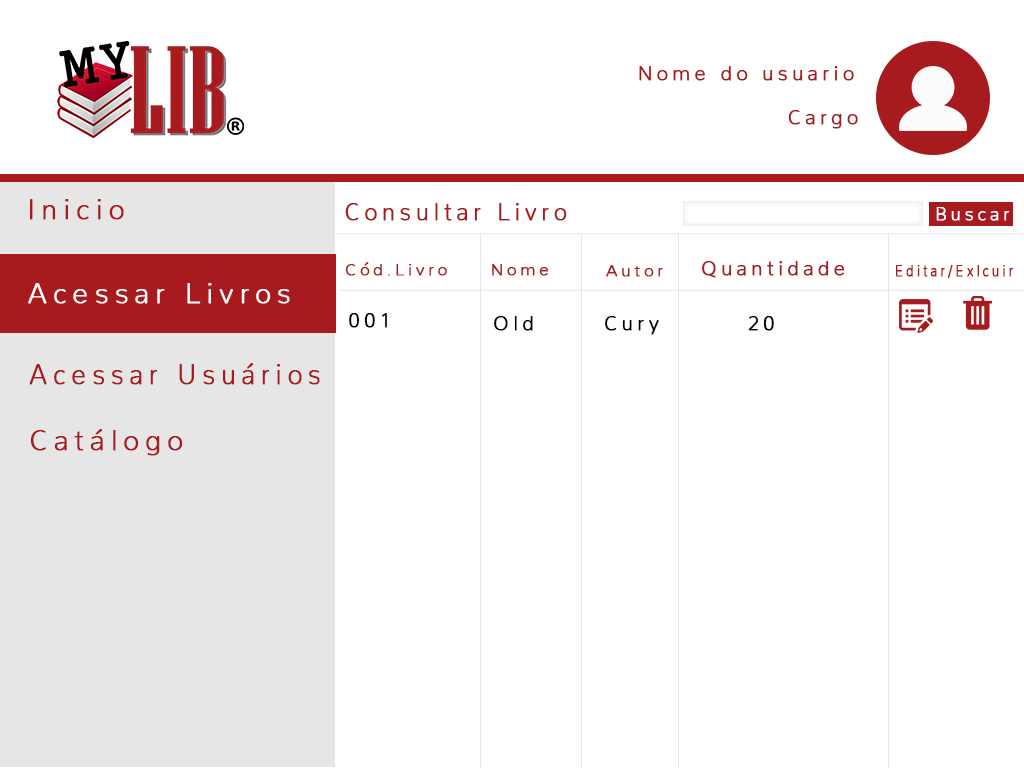 MY LIB ®
Nome do usuario
Cargo
Inicio
Acessar Livros
Acessar Usuários
Catálogo
Consultar Livro Buscar
Cód.Livro Nome Autor Quantidade Editar/Exlcuir
001 Old Cury 20